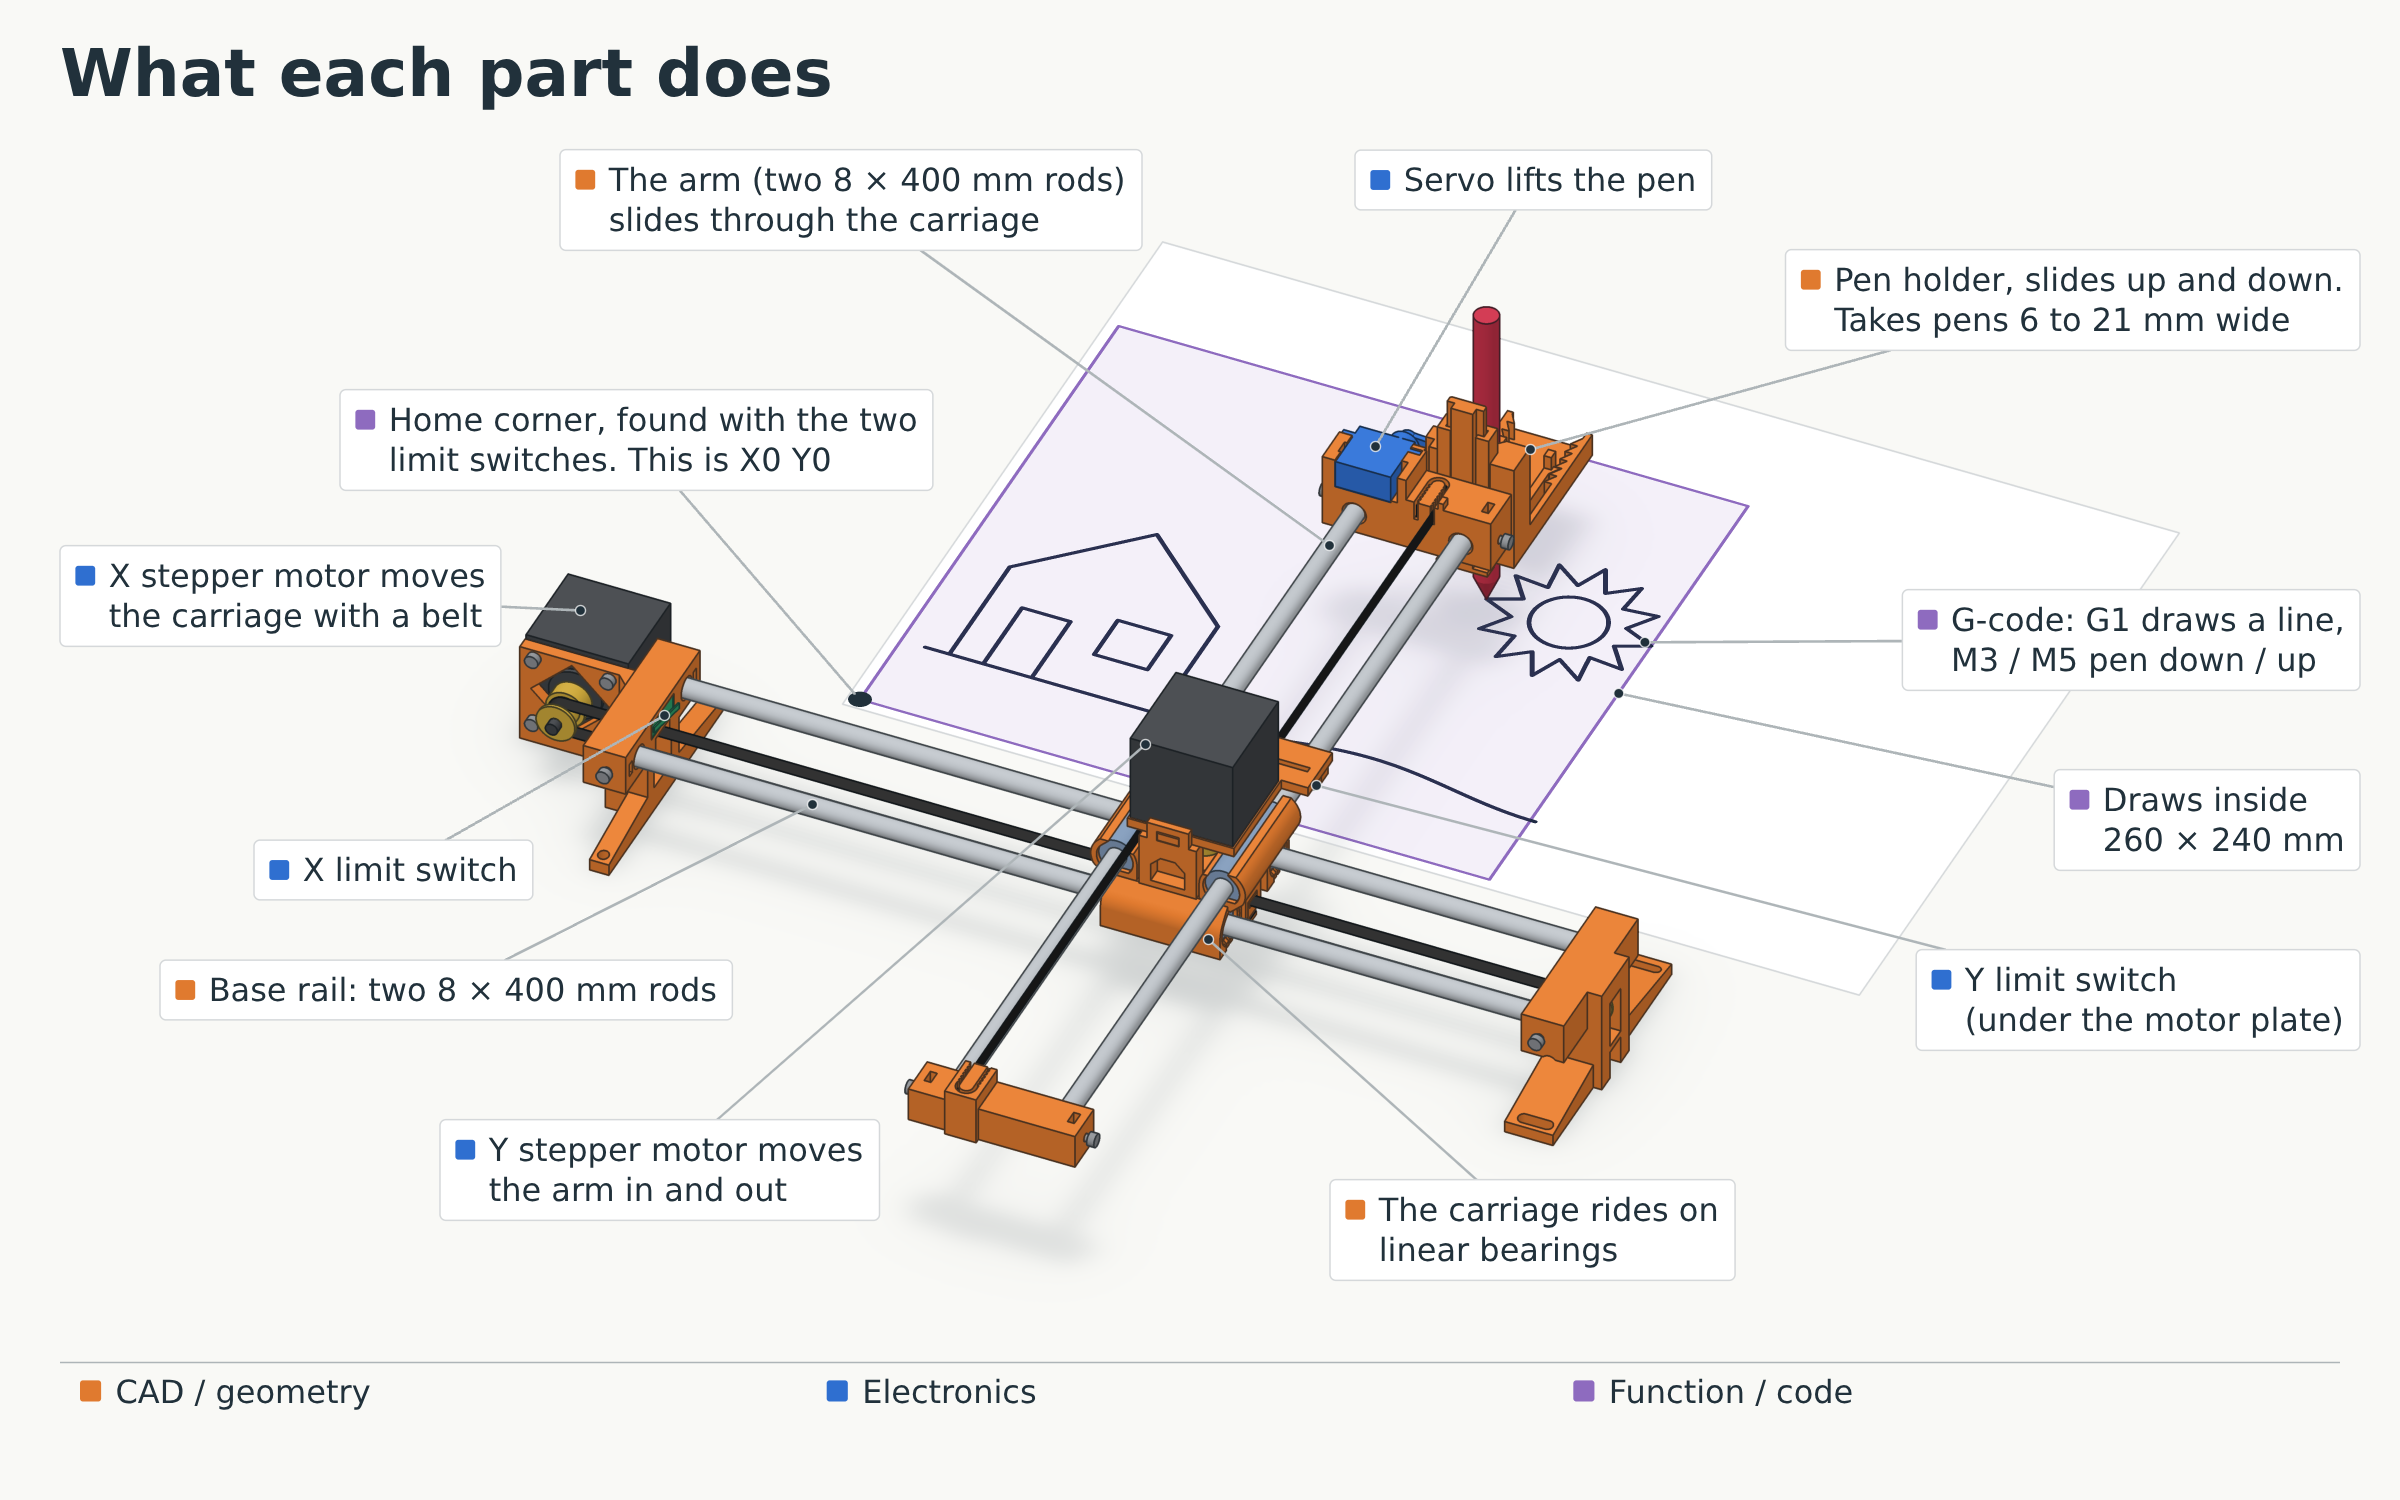 What each part does
The arm (two 8 × 400 mm rods)
slides through the carriage
Servo lifts the pen
Pen holder, slides up and down.
Takes pens 6 to 21 mm wide
Home corner, found with the two
limit switches. This is X0 Y0
X stepper motor moves
the carriage with a belt
G-code: G1 draws a line,
M3 / M5 pen down / up
Draws inside
260 × 240 mm
X limit switch
Base rail: two 8 × 400 mm rods
Y limit switch
(under the motor plate)
Y stepper motor moves
the arm in and out
The carriage rides on
linear bearings
CAD / geometry
Electronics
Function / code